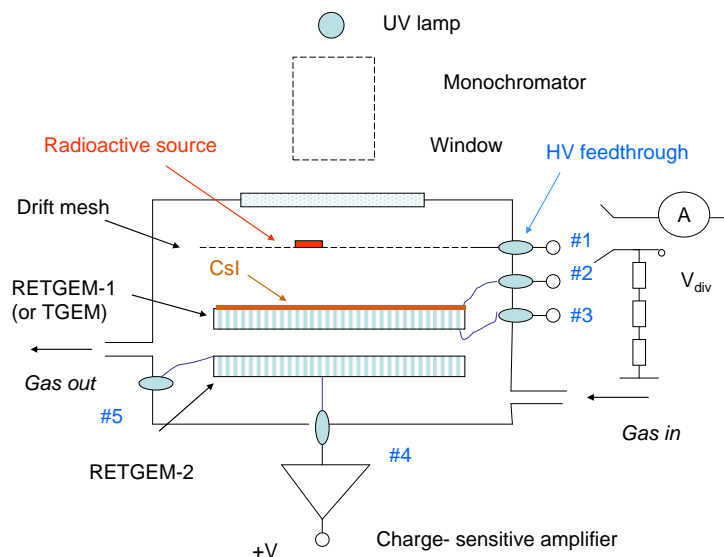 UV lamp
Monochromator
Window
Radioactive source
HV feedthrough
Drift mesh
A
#1
CsI
#2
V div
RETGEM-1
(or TGEM)
#3
Gas out
#5
Gas in
#4
RETGEM-2
+V
Charge- sensitive amplifier